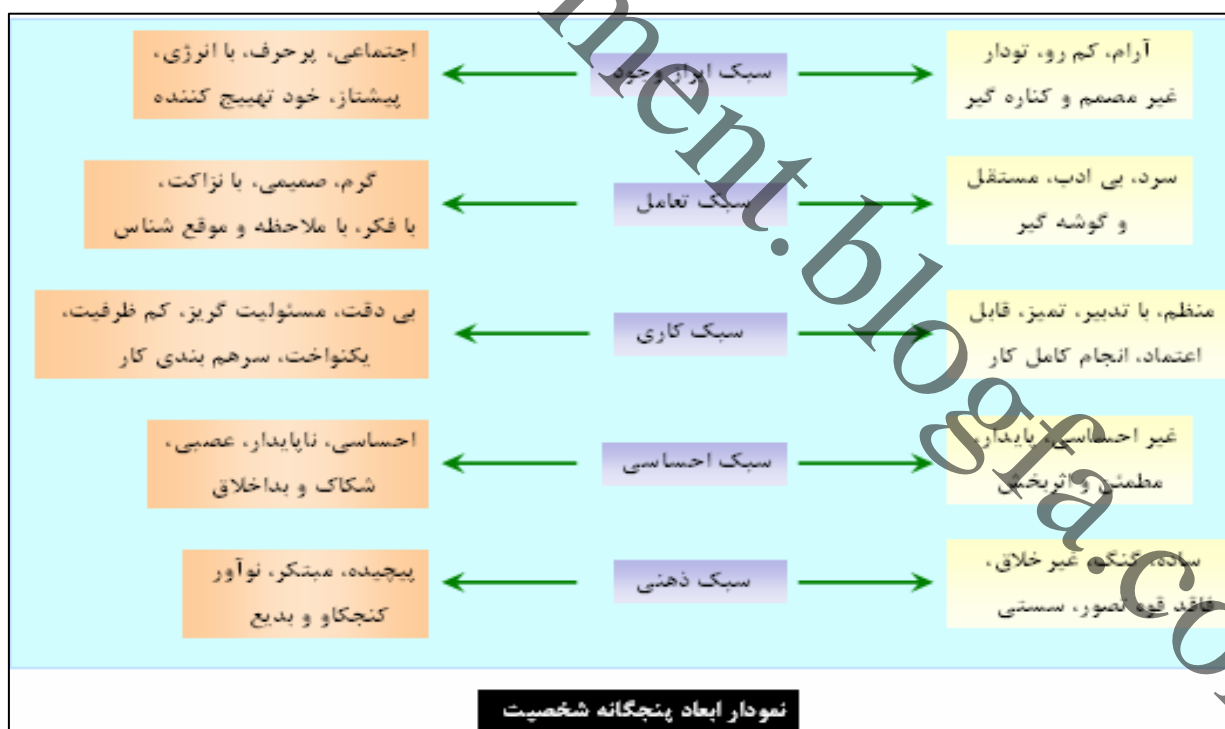 آرام، کم رو، تودار
غیر مصمم و کناره گیر
سبک ابراز وجود
اجتماعی، پرحرف، با انرژی،
پیشتاز، خود تهییج کننده
سرد، بی ادب، مستقل
و گوشه گیر
سبک تعامل
گرم، صمیمی، با نزاکت،
با فکر، با ملاحظه و موقع شناس
منظم، با تدبیر، تمیز، قابل
اعتماد، انجام کامل کار
سبک کاری
بی دقت، مسئولیت گریز، کم ظرفیت،
یکنواخت، سرهم بندی کار
غیر احساسی، پایدار،
مطمئن و اثربخش
سبک احساسی
احساسی، ناپایدار، عصبی،
شکاک و بداخلاق
ساده، کنگ، غیر خلاق،
فاقد قوه تصور، سستی
سبک ذهنی
پیچیده، مبتکر، نوآور
کنجکاو و بدیع
نمودار ابعاد پنجگانه شخصیت
ment.blogfa.co